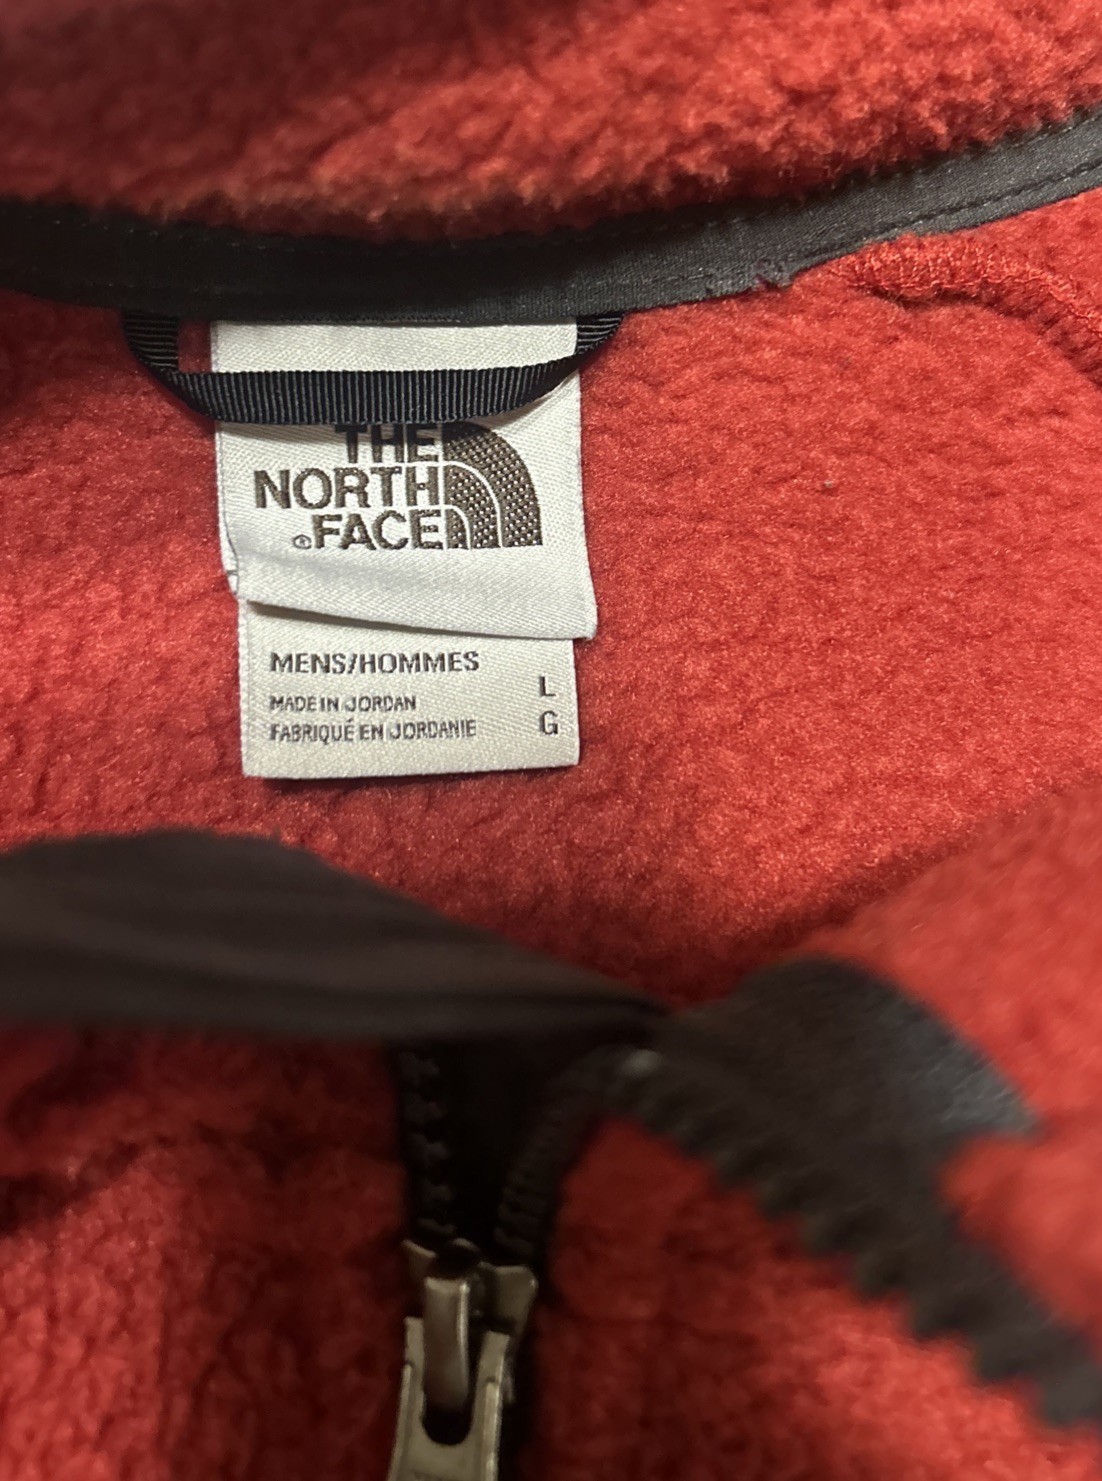 THE
NORTH
®FACE
MENS/HOMMES
MADE IN JORDAN
FABRIQUÉ EN JORDANIE
L
G